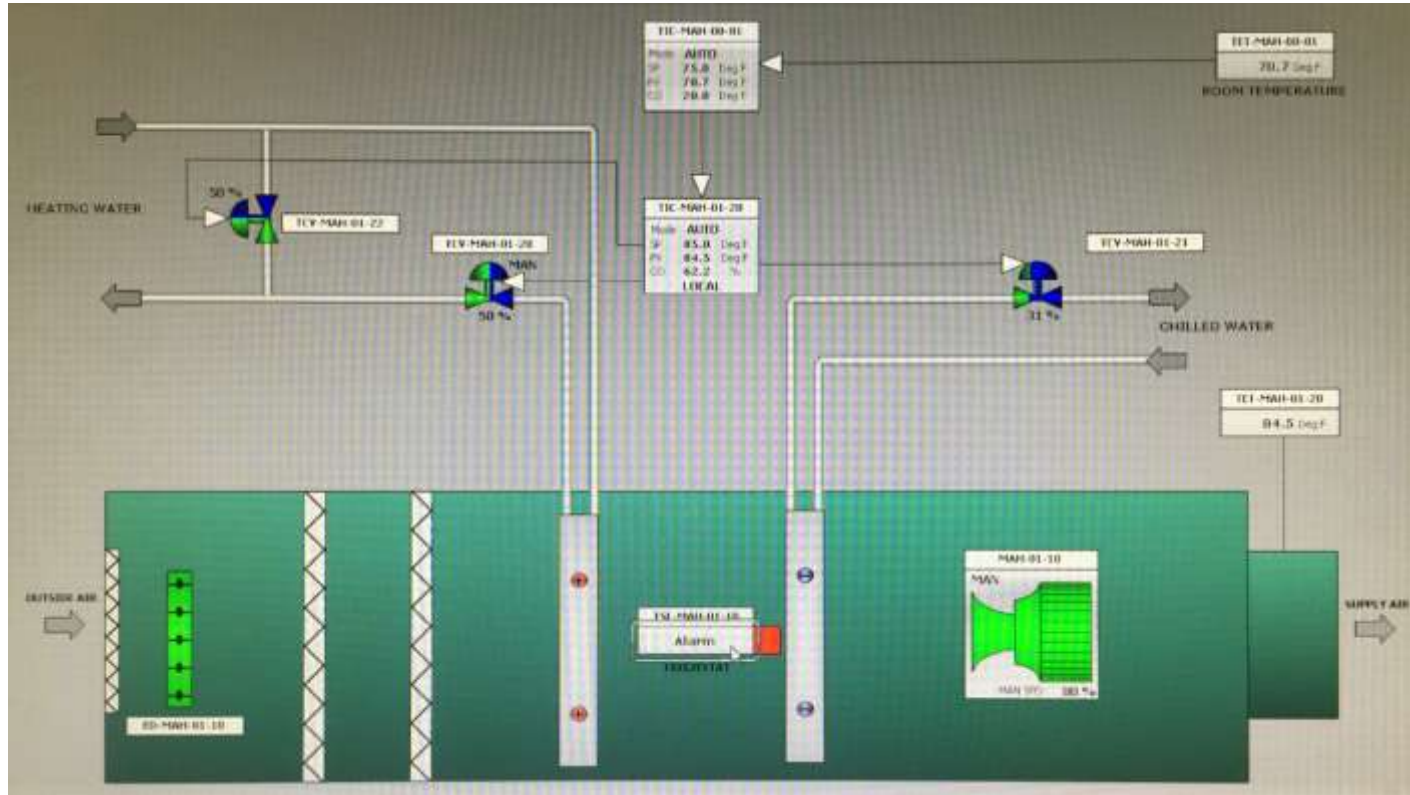 TIC-MAH-00-01
Mode AUTO
SP 75.0 DegF
PV 70.7 DegF
CO 20.0 DegF
TCT-MAH-00-01
70.7 DegF
ROOM TEMPERATURE
HEATING WATER
50 %
TCV-MAH-01-22
TCV-MAH-01-20
MAN
50 %
TIC-MAH-01-20
Mode AUTO
SP 85.0 DegF
PV 84.5 DegF
CO 62.2 %
LOCAL
TCV-MAH-01-21
31 %
CHILLED WATER
TCT-MAH-01-20
84.5 DegF
OUTSIDE AIR
ED-MAH-01-10
Alarm
MAH-01-10
MAN
MAN SPD
SUPPLY AIR